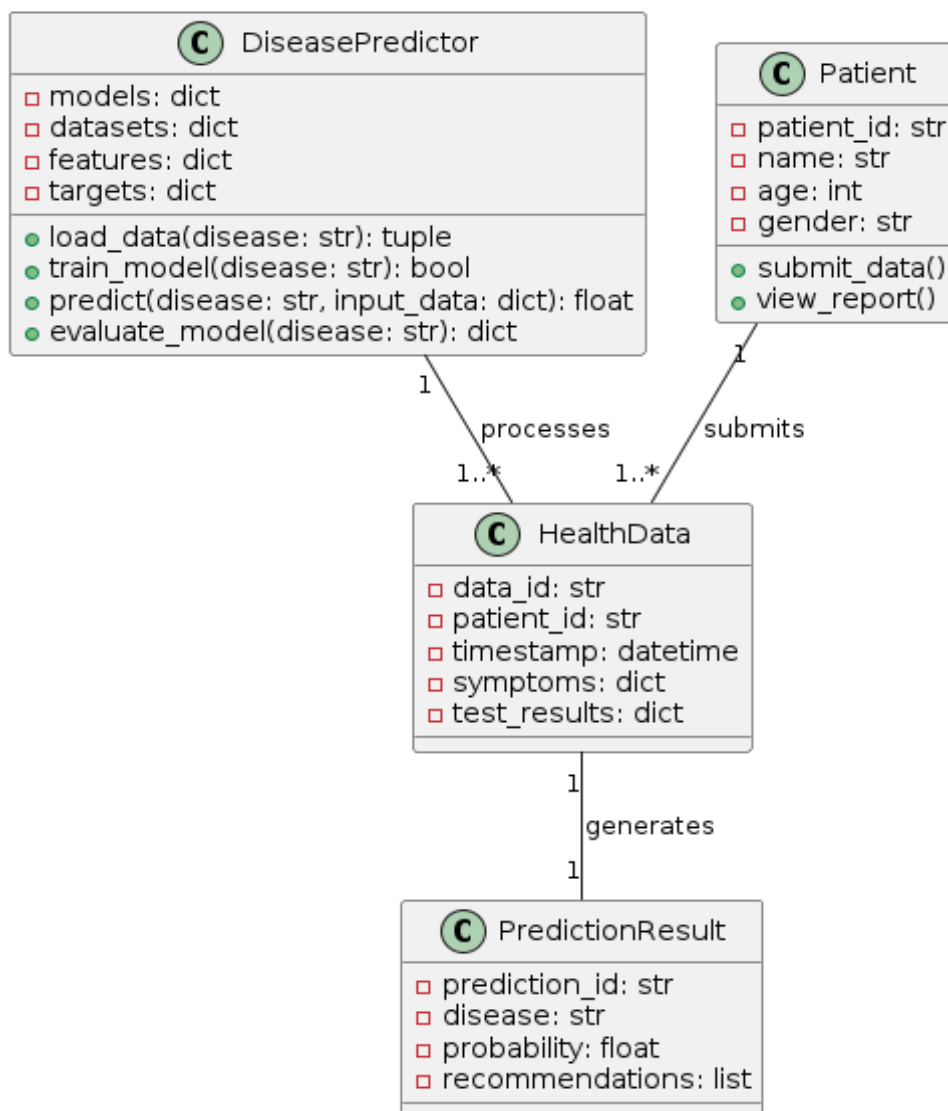 C DiseasePredictor
models: dict
datasets: dict
features: dict
targets: dict
load_data(disease: str): tuple
train_model(disease: str): bool
predict(disease: str, input_data: dict): float
evaluate_model(disease: str): dict
C Patient
patient_id: str
name: str
age: int
gender: str
submit_data()
view_report()
1
processes
1..*
1
submits
1..*
C HealthData
data_id: str
patient_id: str
timestamp: datetime
symptoms: dict
test_results: dict
1
generates
1
C PredictionResult
prediction_id: str
disease: str
probability: float
recommendations: list